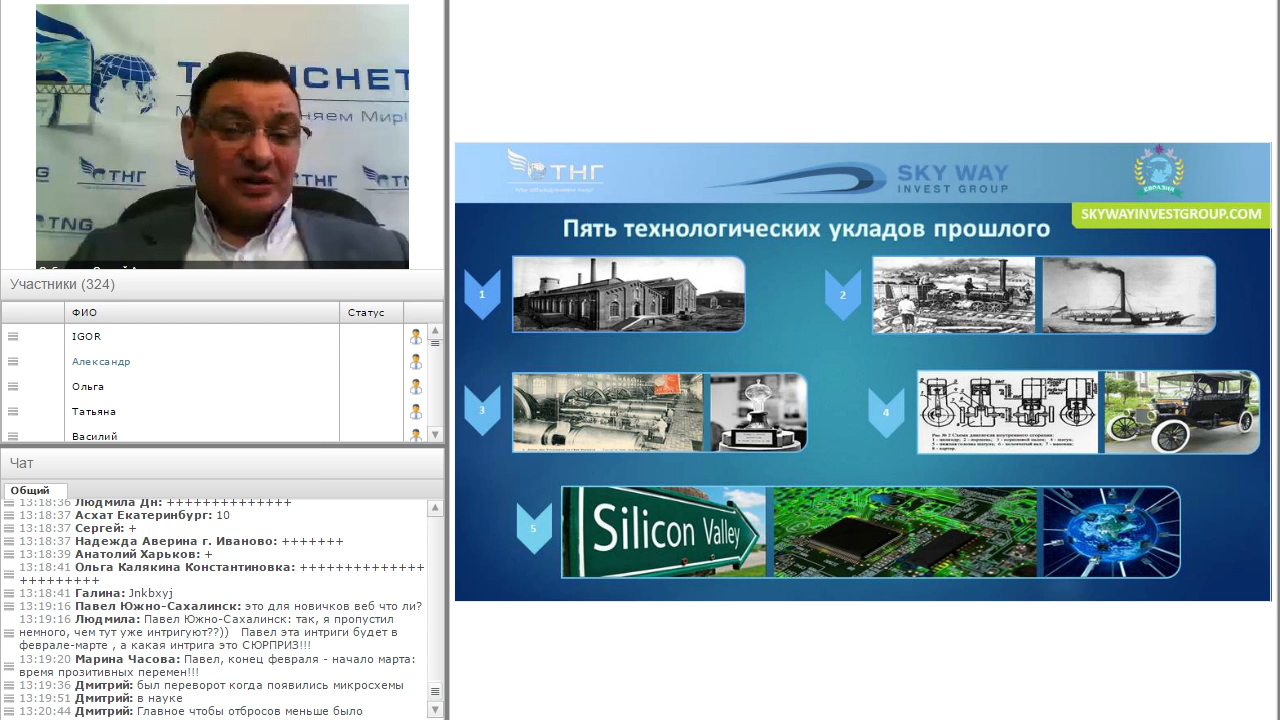 Участники (324)
ФИО
Статус
IGOR
Александр
Ольга
Татьяна
Василий
Чат
Общий
13:18:36 Людмила Дн: ++++++++++++++
13:18:37 Асхат Екатеринбург: 10
13:18:37 Сергей: +
13:18:37 Надежда Аверина г. Иваново: +++++++
13:18:39 Анатолий Харьков: +
13:18:41 Ольга Калякина Константиновка: ++++++++++++++
+++++++++
13:18:41 Галина: Jnkbxyj
13:19:16 Павел Южно-Сахалинск: это для новичков веб что ли?
13:19:16 Людмила: Павел Южно-Сахалинск: так, я пропустил
немного, чем тут уже интригуют??)) Павел эта интриги будет в
феврале-марте , а какая интрига это СЮРПРИЗ!!!
13:19:20 Марина Часова: Павел, конец февраля - начало марта:
время прозитивных перемен!!!
13:19:36 Дмитрий: был переворот когда появились микросхемы
13:19:51 Дмитрий: в науке
13:20:44 Дмитрий: Главное чтобы отбросов меньше было
ТНГ
SKY WAY
INVEST GROUP
ЕВРАЗИЯ
SKYWAYINVESTGROUP.COM
Пять технологических укладов прошлого
1
2
3
4
5
Silicon Valley
TNG